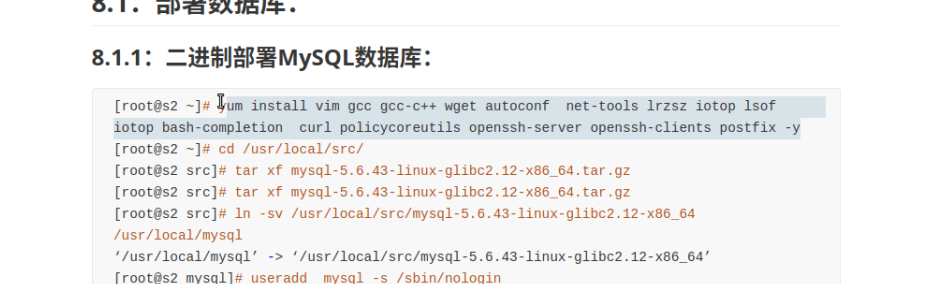 8.1：部署数据库：
8.1.1：二进制部署MySQL数据库：
[root@s2 ~]# yum install vim gcc gcc-c++ wget autoconf  net-tools lrzsz iotop lsof
iotop bash-completion  curl policycoreutils openssh-server openssh-clients postfix -y
[root@s2 ~]# cd /usr/local/src/
[root@s2 src]# tar xf mysql-5.6.43-linux-glibc2.12-x86_64.tar.gz
[root@s2 src]# tar xf mysql-5.6.43-linux-glibc2.12-x86_64.tar.gz
[root@s2 src]# ln -sv /usr/local/src/mysql-5.6.43-linux-glibc2.12-x86_64
/usr/local/mysql
‘/usr/local/mysql’ -> ‘/usr/local/src/mysql-5.6.43-linux-glibc2.12-x86_64’
[root@s2 mysql]# useradd  mysql -s /sbin/nologin